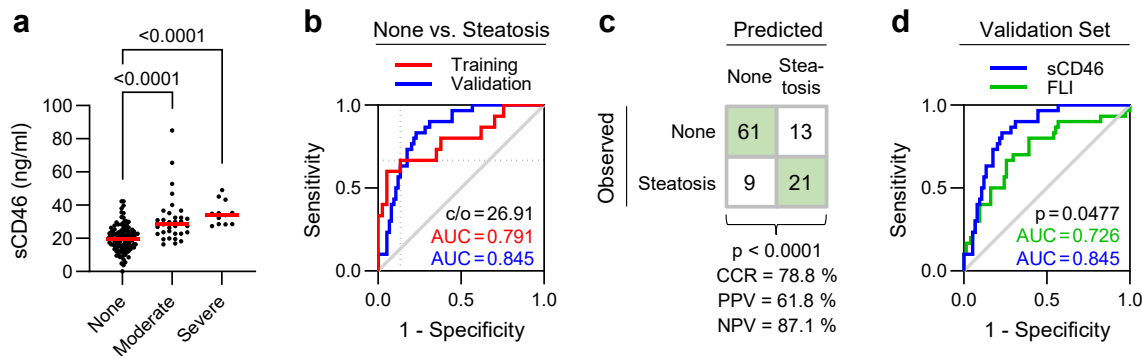 a
<0.0001
<0.0001
sCD46 (ng/ml)
100
80
60
40
20
0
None
Moderate
Severe
b
None vs. Steatosis
Training
Validation
Sensitivity
1.0
0.5
0.0
c/o = 26.91
AUC = 0.791
AUC = 0.845
0.0
0.5
1.0
1 - Specificity
c
Predicted
None
Stea-
tosis
Observed
None
61
13
Steatosis
9
21
p < 0.0001
CCR = 78.8 %
PPV = 61.8 %
NPV = 87.1 %
d
Validation Set
sCD46
FLI
Sensitivity
1.0
0.5
0.0
p = 0.0477
AUC = 0.726
AUC = 0.845
0.0
0.5
1.0
1 - Specificity